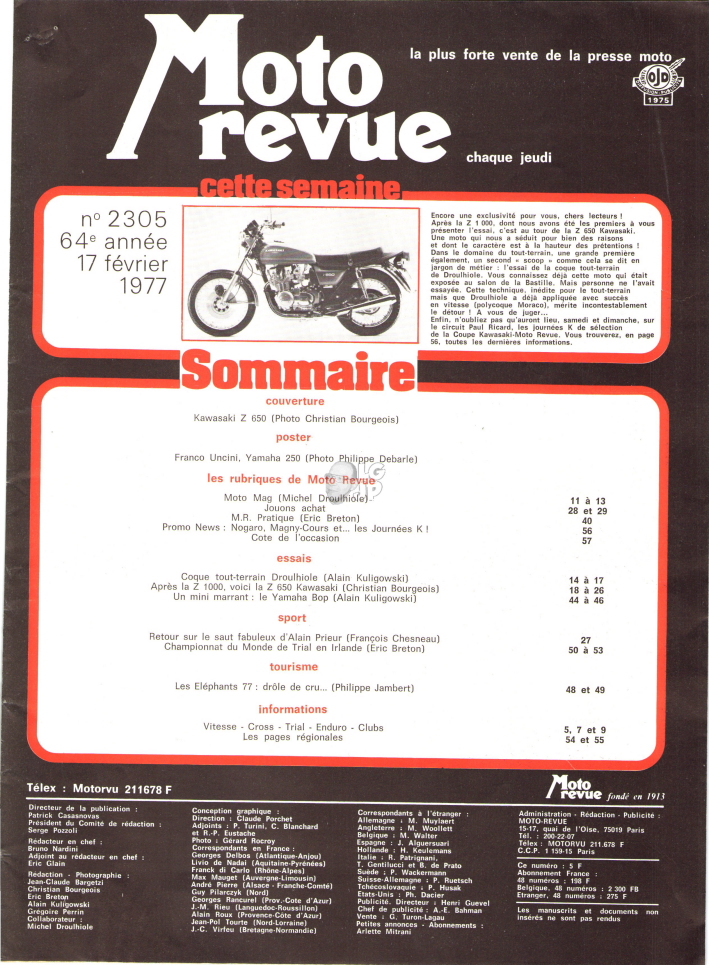 Moto revue
la plus forte vente de la presse moto
OJD
1975
chaque jeudi
cette semaine
n° 2305
64e année
17 février
1977
Encore une exclusivité pour vous, chers lecteurs !
Après la Z 1 000, dont nous avons été les premiers à vous
présenter l'essai, c'est au tour de la Z 650 Kawasaki.
Une moto qui nous a séduit pour bien des raisons
et dont le caractère est à la hauteur des prétentions !
Dans le domaine du tout-terrain, une grande première
également, un second « scoop » comme cela se dit en
jargon de métier : l'essai de la coque tout-terrain
de Droulhiole. Vous connaissez déjà cette moto qui était
exposée au salon de la Bastille. Mais personne ne l'avait
essayée. Cette technique, inédite pour le tout-terrain
mais que Droulhiole a déjà appliquée avec succès
en vitesse (polycoque Moraco), mérite incontestablement
le détour ! A vous de juger...
Enfin, n'oubliez pas qu'auront lieu, samedi et dimanche, sur
le circuit Paul Ricard, les journées K de sélection
de la Coupe Kawasaki-Moto Revue. Vous trouverez, en page
56, toutes les dernières informations.
Sommaire
couverture
Kawasaki Z 650 (Photo Christian Bourgeois)
poster
Franco Uncini, Yamaha 250 (Photo Philippe Debarle)
les rubriques de Moto Revue
Moto Mag (Michel Droulhiole) 11 à 13
Jouons achat 28 et 29
M.R. Pratique (Eric Breton) 40
Promo News : Nogaro, Magny-Cours et... les Journées K ! 56
Cote de l'occasion 57
essais
Coque tout-terrain Droulhiole (Alain Kuligowski) 14 à 17
Après la Z 1000, voici la Z 650 Kawasaki (Christian Bourgeois) 18 à 26
Un mini marrant : le Yamaha Bop (Alain Kuligowski) 44 à 46
sport
Retour sur le saut fabuleux d'Alain Prieur (François Chesneau) 27
Championnat du Monde de Trial en Irlande (Eric Breton) 50 à 53
tourisme
Les Eléphants 77 : drôle de cru... (Philippe Jambert) 48 et 49
informations
Vitesse - Cross - Trial - Enduro - Clubs 5, 7 et 9
Les pages régionales 54 et 55
Télex : Motorvu 211678 F
Moto revue fondé en 1913
Directeur de la publication :
Patrick Casasnovas
Président du Comité de rédaction :
Serge Pozzoli
Rédacteur en chef :
Bruno Nardini
Adjoint au rédacteur en chef :
Eric Glain
Rédaction - Photographie :
Jean-Claude Bargetzi
Christian Bourgeois
Eric Breton
Alain Kuligowski
Grégoire Perrin
Collaborateur :
Michel Droulhiole
Conception graphique :
Direction : Claude Porchet
Adjoints : P. Turini, C. Blanchard
et R.-P. Eustache
Photo : Gérard Rocroy
Correspondants en France :
Georges Delbos (Atlantique-Anjou)
Livio de Nadai (Aquitaine-Pyrénées)
Franck di Carlo (Rhône-Alpes)
Max Mauget (Auvergne-Limousin)
André Pierre (Alsace - Franche-Comté)
Guy Pilarczyk (Nord)
Georges Rancurel (Prov.-Cote d'Azur)
J.-M. Rieu (Languedoc-Roussillon)
Alain Roux (Provence-Côte d'Azur)
Jean-Pol Tourte (Nord-Lorraine)
J.-C. Virfeu (Bretagne-Normandie)
Correspondants à l'étranger :
Allemagne : M. Muylaert
Angleterre : M. Woollett
Belgique : M. Walter
Espagne : J. Alguersuari
Hollande : H. Keulemans
Italie : R. Patrignani,
T. Gentilucci et B. de Prato
Suède : P. Wackermann
Suisse-Allemagne : P. Ruetsch
Tchécoslovaquie : P. Husak
Etats-Unis : Ph. Dacier
Publicité. Directeur : Henri Guevel
Chef de publicité : A.-E. Bahman
Vente : G. Turon-Lagau
Petites annonces - Abonnements :
Arlette Mitrani
Administration - Rédaction - Publicité :
MOTO-REVUE
15-17, quai de l'Oise, 75019 Paris
Tél. : 200-22-07
Télex : MOTORVU 211.678 F
C.C.P. 1 159-15 Paris
Ce numéro : 5 F
Abonnement France :
48 numéros : 198 F
Belgique, 48 numéros : 2 300 FB
Etranger, 48 numéros : 275 F
Les manuscrits et documents non
insérés ne sont pas rendus